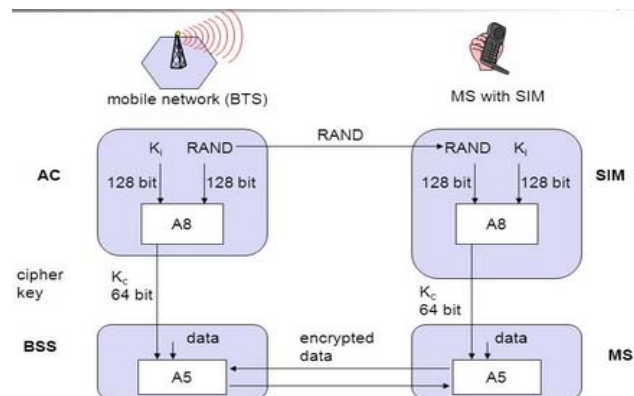 mobile network (BTS)
MS with SIM
RAND
AC
Ki
RAND
128 bit
128 bit
A8
RAND
Ki
SIM
128 bit
128 bit
A8
cipher
key
Kc
64 bit
Kc
64 bit
BSS
data
A5
encrypted
data
data
A5
MS